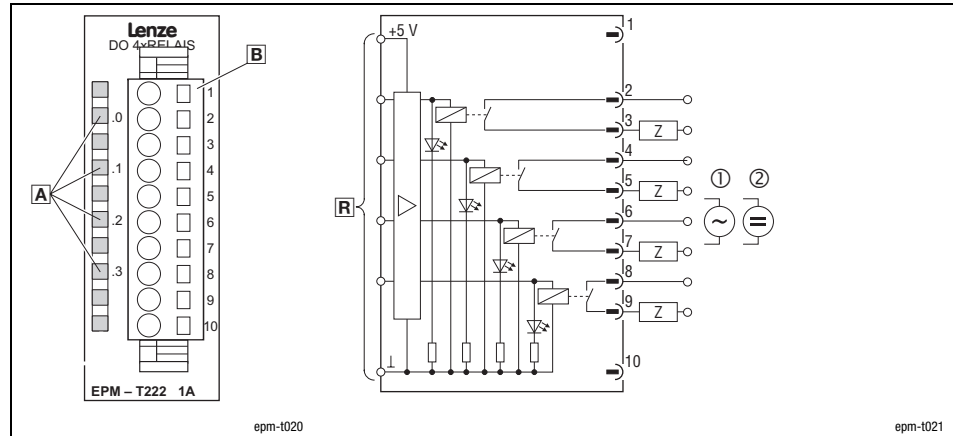 Lenze
DO 4xRELAIS
B
1
.0 2
3
A .1 4
5
.2 6
7
.3 8
9
10
EPM – T222 1A
epm-t020
+5 V
1
2
3 Z
4
5 Z
R
6
7 Z
8
9 Z
10
① ②
~ =
⊥
epm-t021